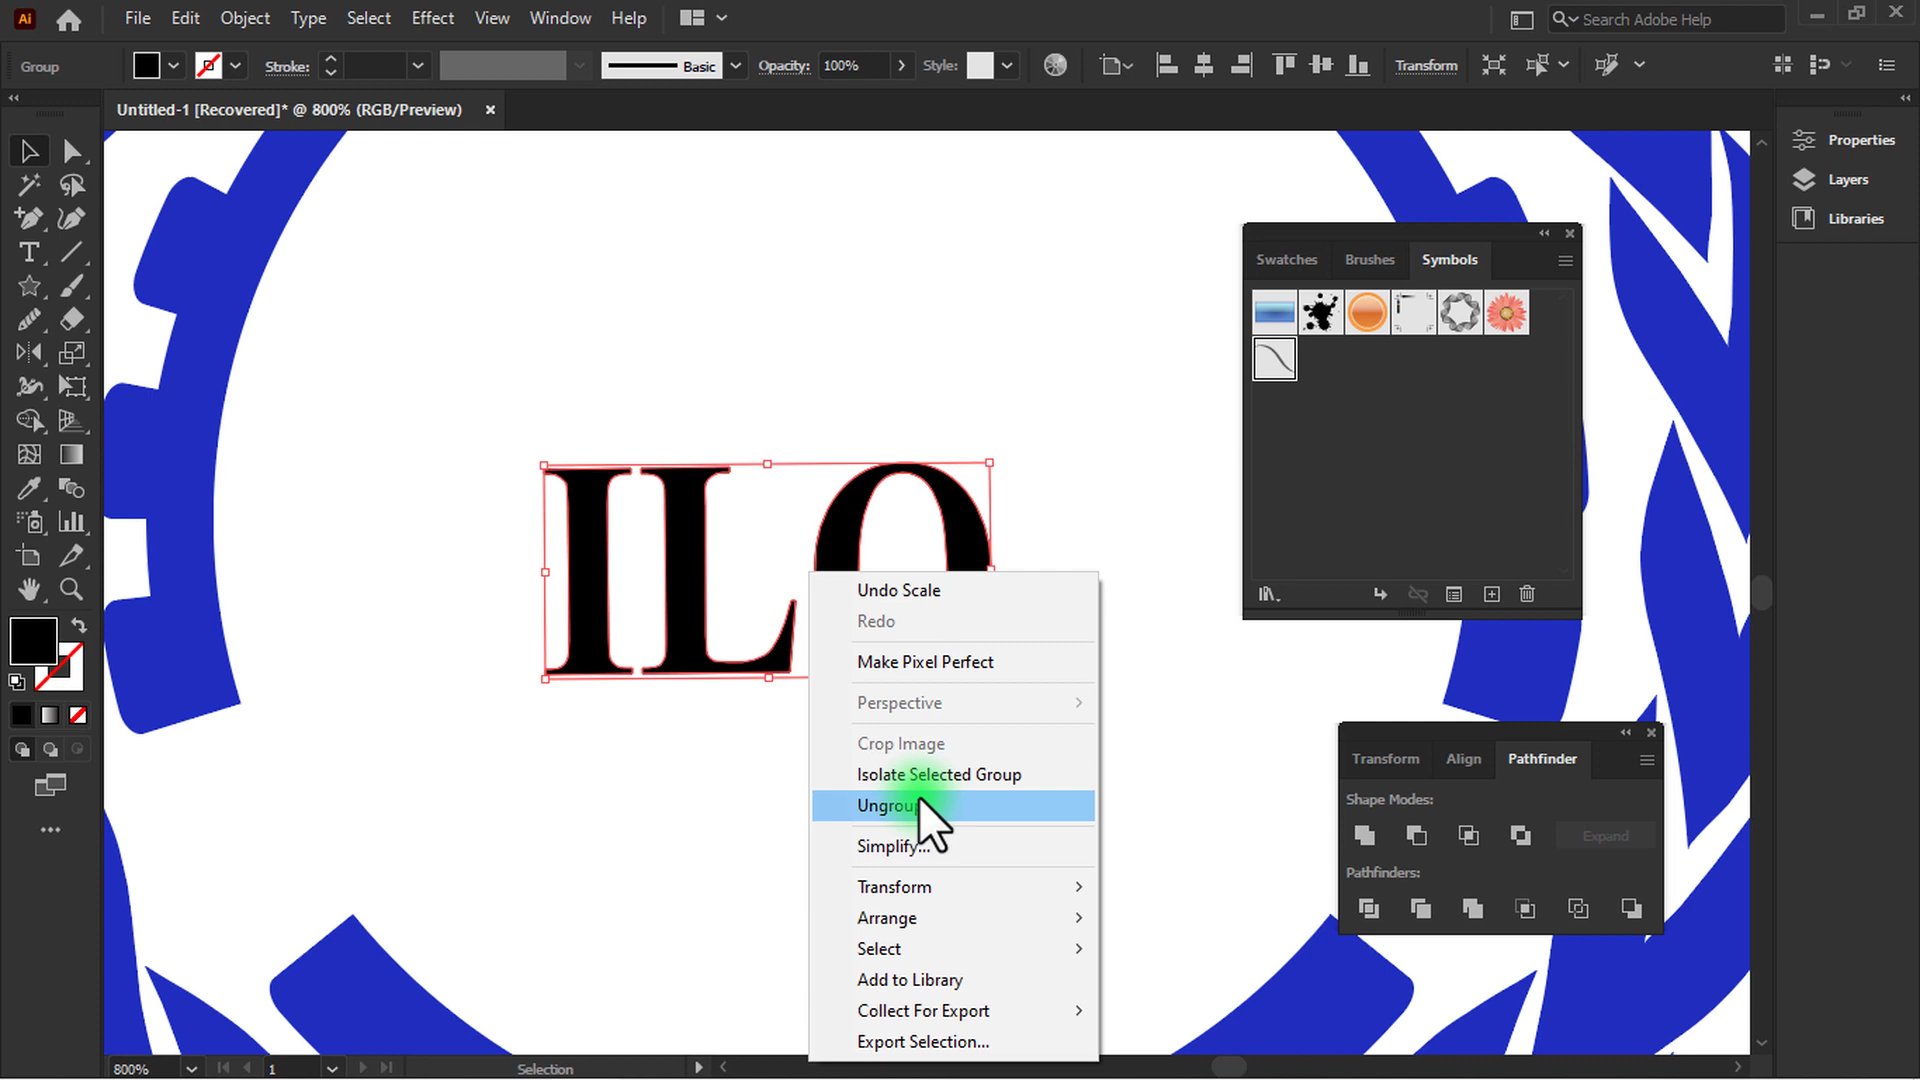 Ai File Edit Object Type Select Effect View Window Help Search Adobe Help
Group Stroke: Basic Opacity: 100% Style: Transform
Untitled-1 [Recovered]* @ 800% (RGB/Preview)
Properties
Layers
Libraries
Swatches Brushes Symbols
ILO
Undo Scale
Redo
Make Pixel Perfect
Perspective
Crop Image
Isolate Selected Group
Ungroup
Simplify...
Transform
Arrange
Select
Add to Library
Collect For Export
Export Selection...
Transform Align Pathfinder
Shape Modes:
Expand
Pathfinders:
800% 1 Selection